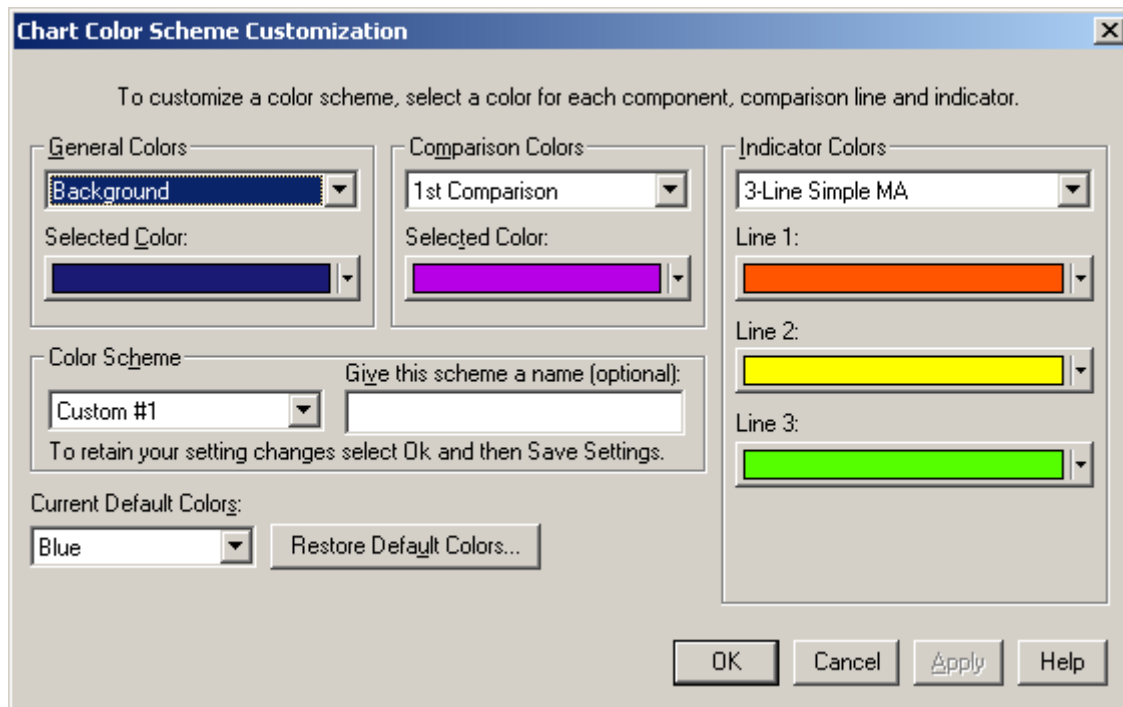 Chart Color Scheme Customization
To customize a color scheme, select a color for each component, comparison line and indicator.
General Colors
Background
Selected Color:
Comparison Colors
1st Comparison
Selected Color:
Indicator Colors
3-Line Simple MA
Line 1:
Line 2:
Line 3:
Color Scheme
Custom #1
Give this scheme a name (optional):
To retain your setting changes select Ok and then Save Settings.
Current Default Colors:
Blue
Restore Default Colors...
OK
Cancel
Apply
Help